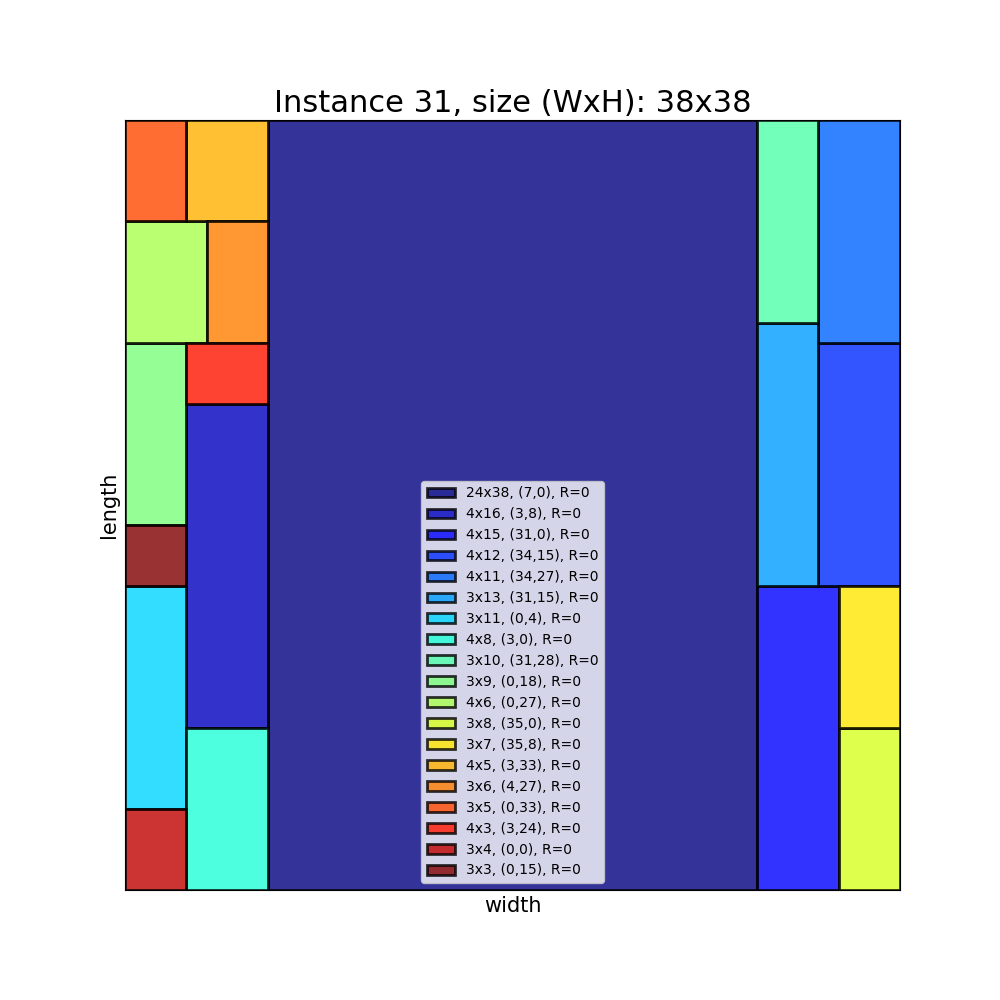 Instance 31, size (WxH): 38x38
length
24x38, (7,0), R=0
4x16, (3,8), R=0
4x15, (31,0), R=0
4x12, (34,15), R=0
4x11, (34,27), R=0
3x13, (31,15), R=0
3x11, (0,4), R=0
4x8, (3,0), R=0
3x10, (31,28), R=0
3x9, (0,18), R=0
4x6, (0,27), R=0
3x8, (35,0), R=0
3x7, (35,8), R=0
4x5, (3,33), R=0
3x6, (4,27), R=0
3x5, (0,33), R=0
4x3, (3,24), R=0
3x4, (0,0), R=0
3x3, (0,15), R=0
width